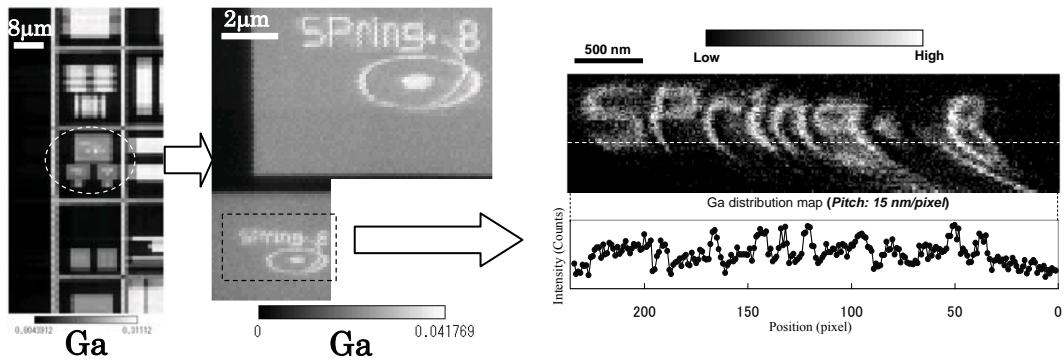 8μm
0.0043912
0.31112
Ga
2μm
SPring-8
SPring-8
0
0.041769
Ga
500 nm
Low
High
Ga distribution map (Pitch: 15 nm/pixel)
Intensity (Counts)
200
150
100
50
0
Position (pixel)